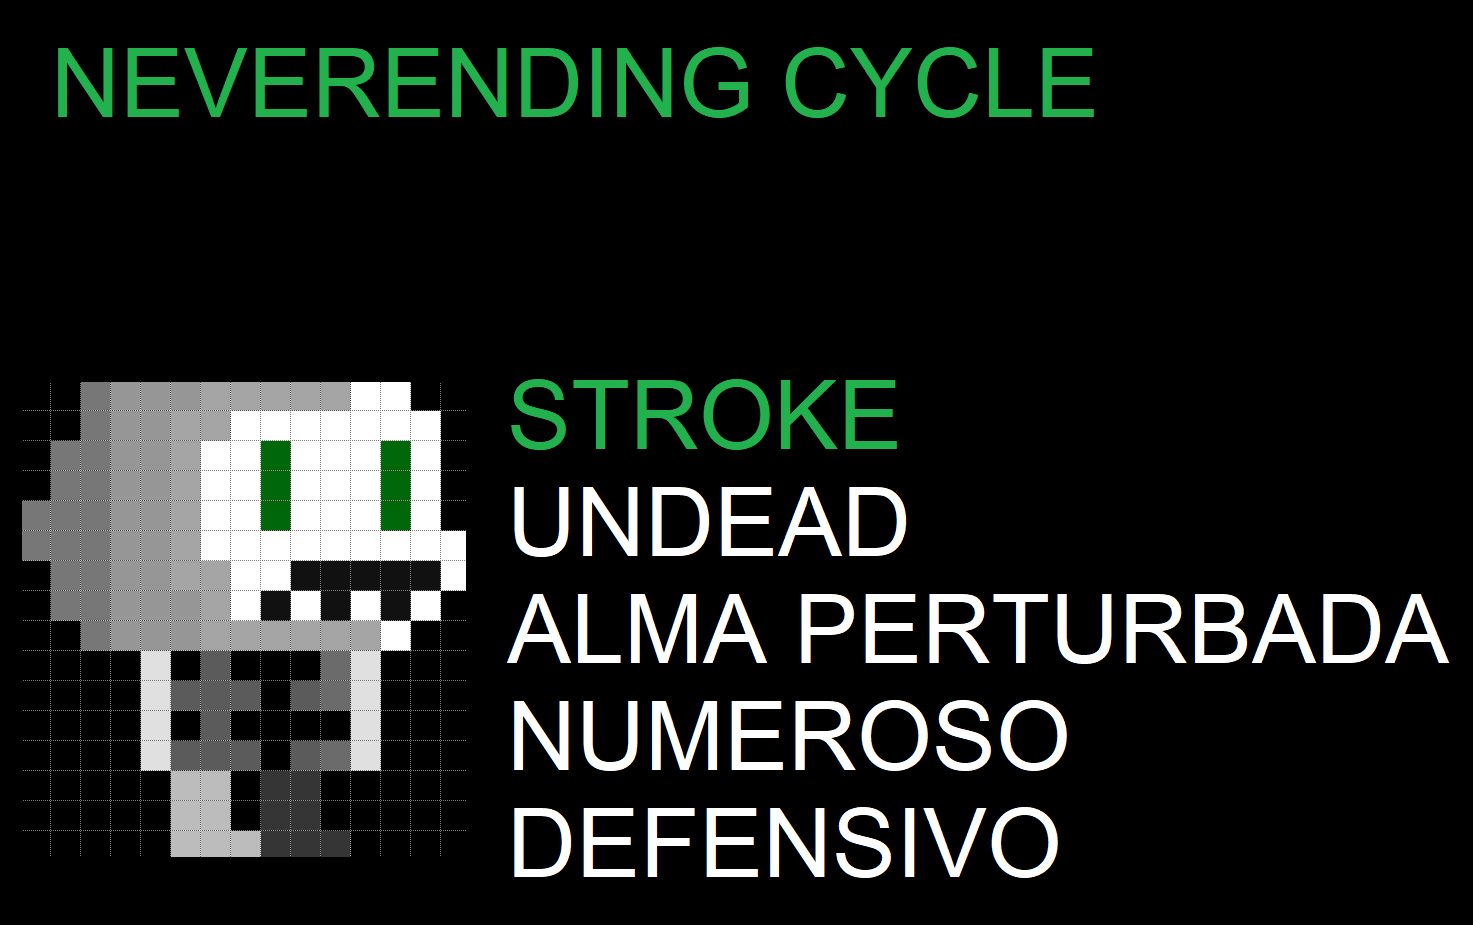 NEVERENDING CYCLE
STROKE
UNDEAD
ALMA PERTURBADA
NUMEROSO
DEFENSIVO